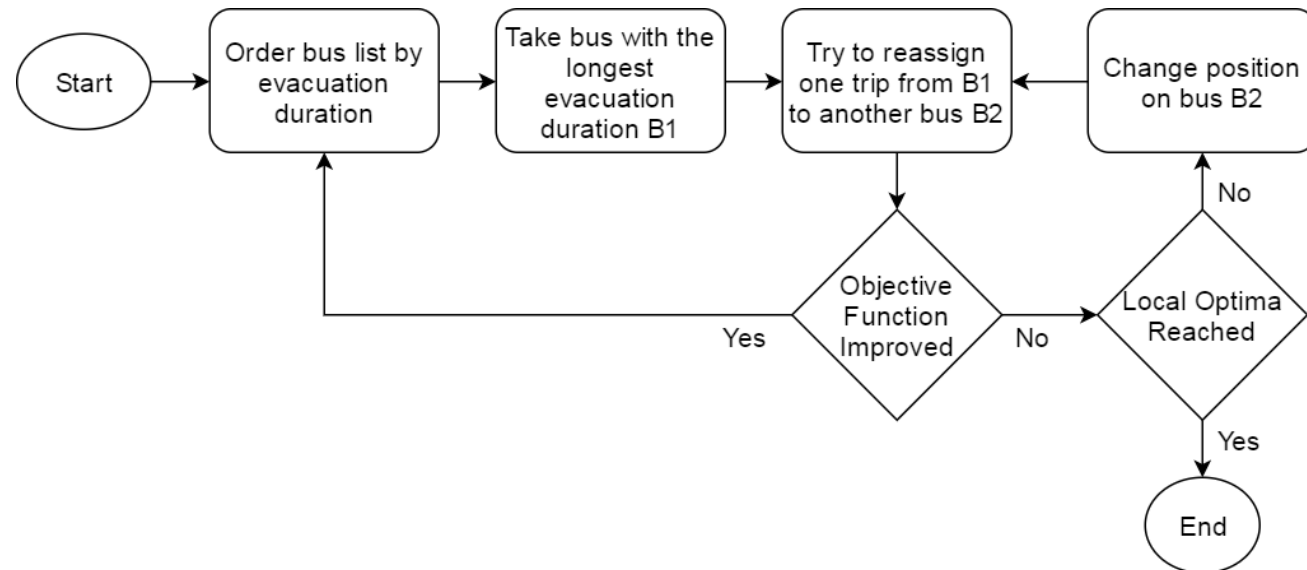 Start
Order bus list by
evacuation
duration
Take bus with the
longest
evacuation
duration B1
Try to reassign
one trip from B1
to another bus B2
Change position
on bus B2
No
Objective
Function
Improved
Local Optima
Reached
Yes
No
Yes
End